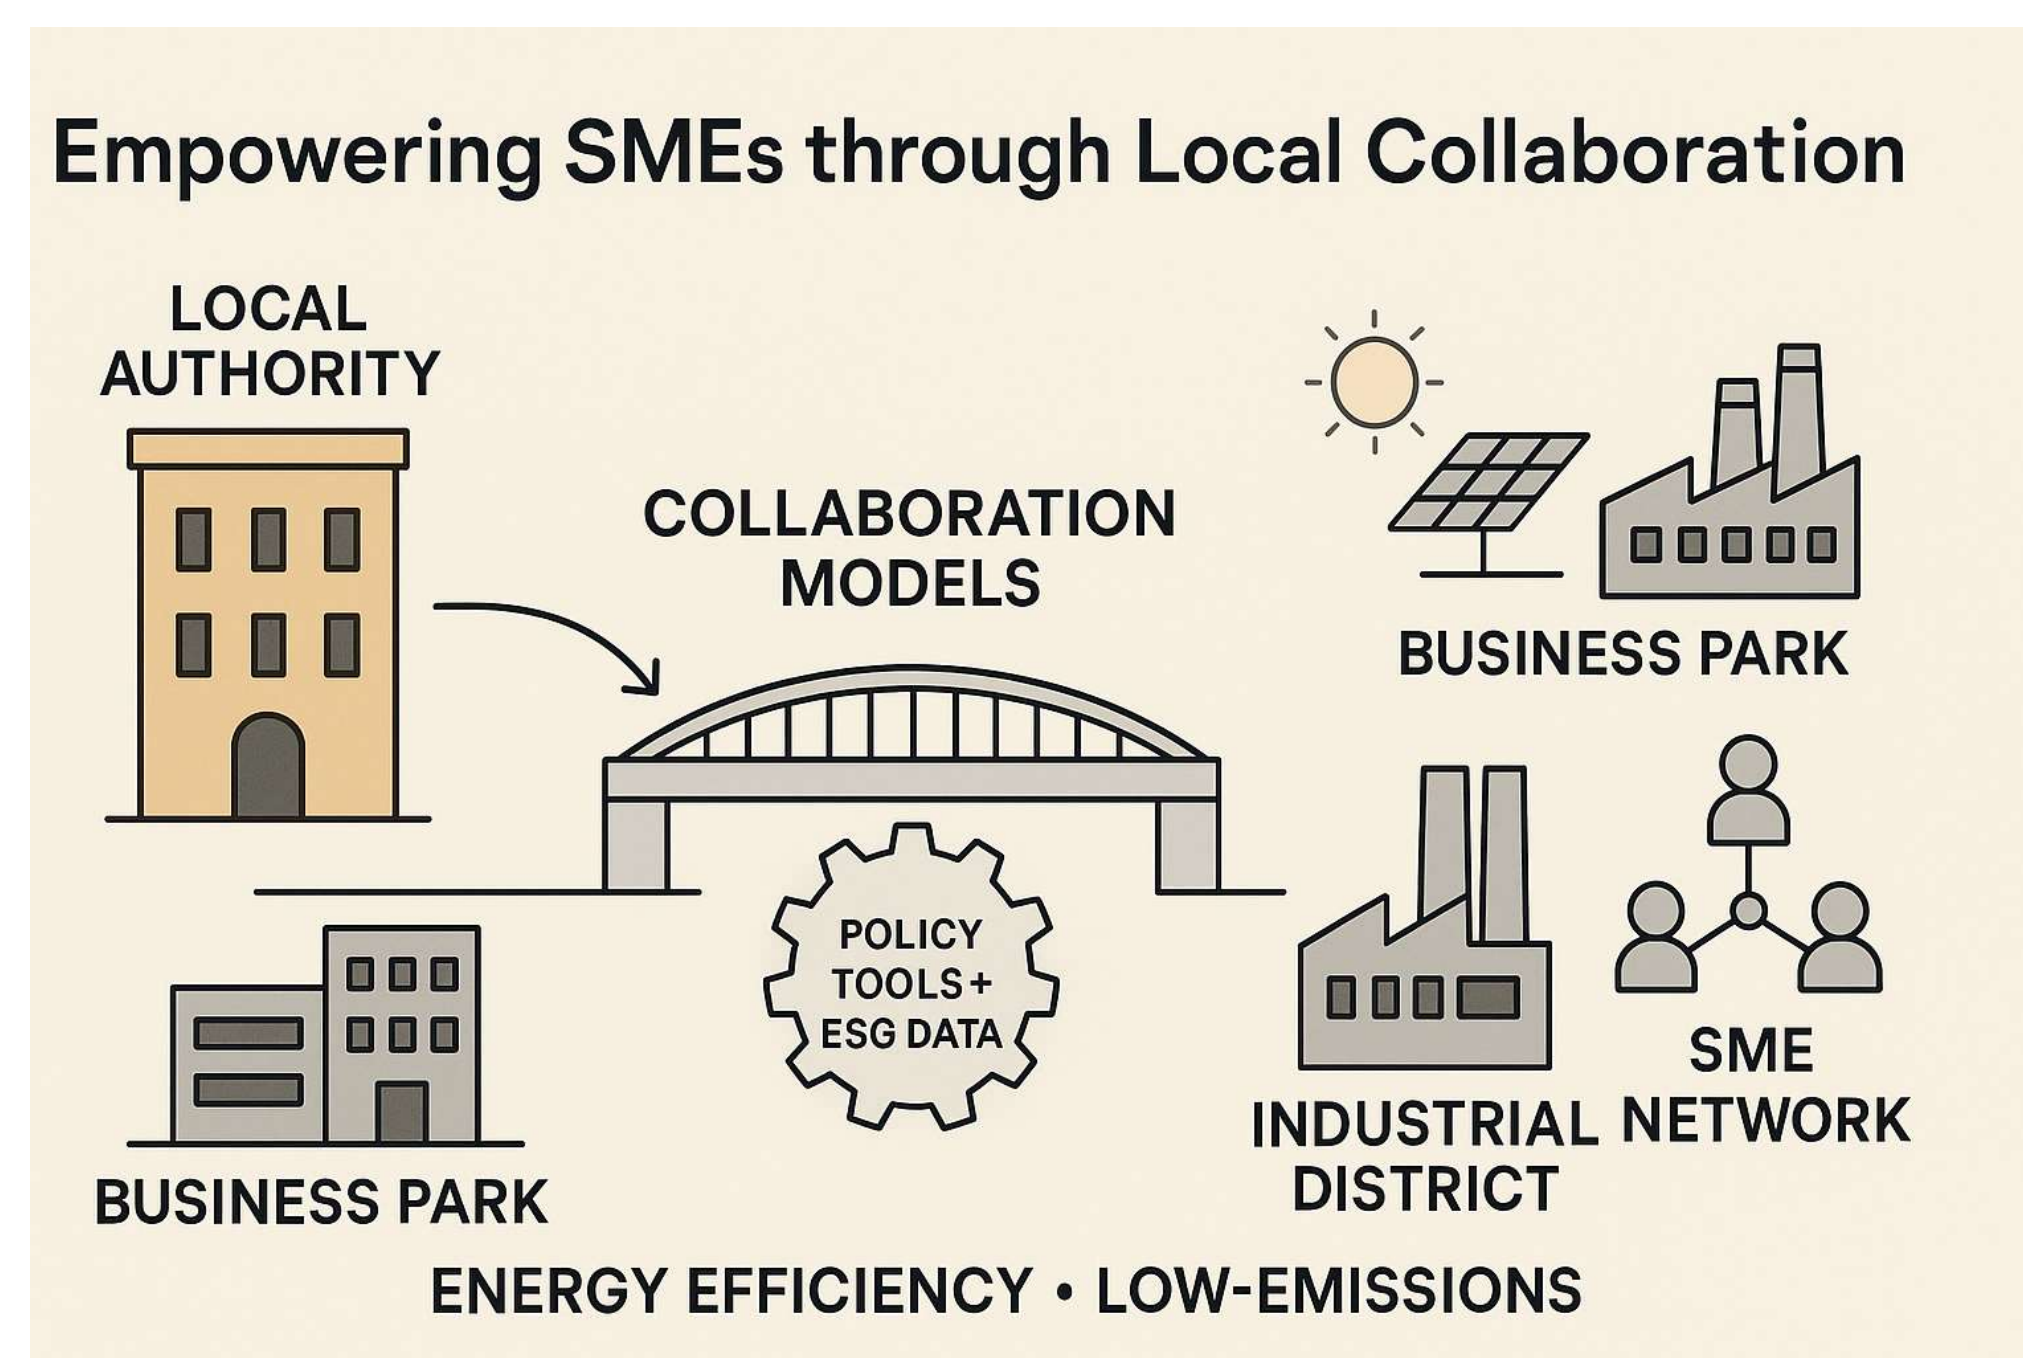 Empowering SMEs through Local Collaboration
LOCAL
AUTHORITY
COLLABORATION
MODELS
BUSINESS PARK
POLICY
TOOLS+
ESG DATA
BUSINESS PARK
INDUSTRIAL
DISTRICT
SME
NETWORK
ENERGY EFFICIENCY • LOW-EMISSIONS